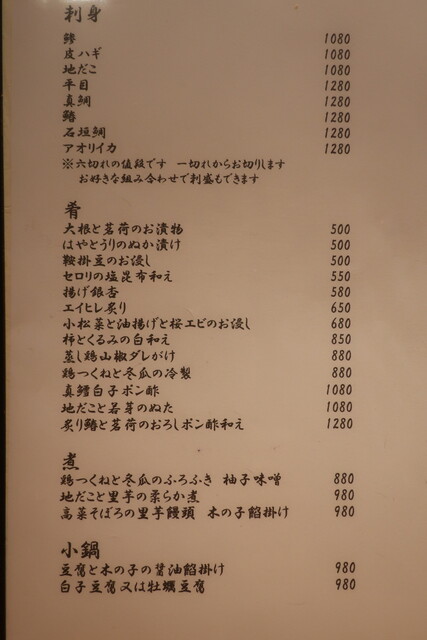 刺身
鯵 1080
皮ハギ 1080
地だこ 1080
平目 1280
真鯛 1280
鰆 1280
石垣鯛 1280
アオリイカ 1280
※六切れの値段です 一切れからお切りします
お好きな組み合わせで刺盛もできます
肴
大根と茗荷のお漬物 500
はやとうりのぬか漬け 500
鞍掛豆のお浸し 500
セロリの塩昆布和え 550
揚げ銀杏 580
エイヒレ炙り 650
小松菜と油揚げと桜エビのお浸し 680
柿とくるみの白和え 850
蒸し鶏山椒ダレがけ 880
鶏つくねと冬瓜の冷製 880
真鱈白子ポン酢 1080
地だこと若芽のぬた 1080
炙り鰆と茗荷のおろしポン酢和え 1280
煮
鶏つくねと冬瓜のふろふき 柚子味噌 880
地だこと里芋の柔らか煮 980
高菜そぼろの里芋饅頭 木の子餡掛け 980
小鍋
豆腐と木の子の醤油餡掛け 980
白子豆腐又は牡蠣豆腐 980